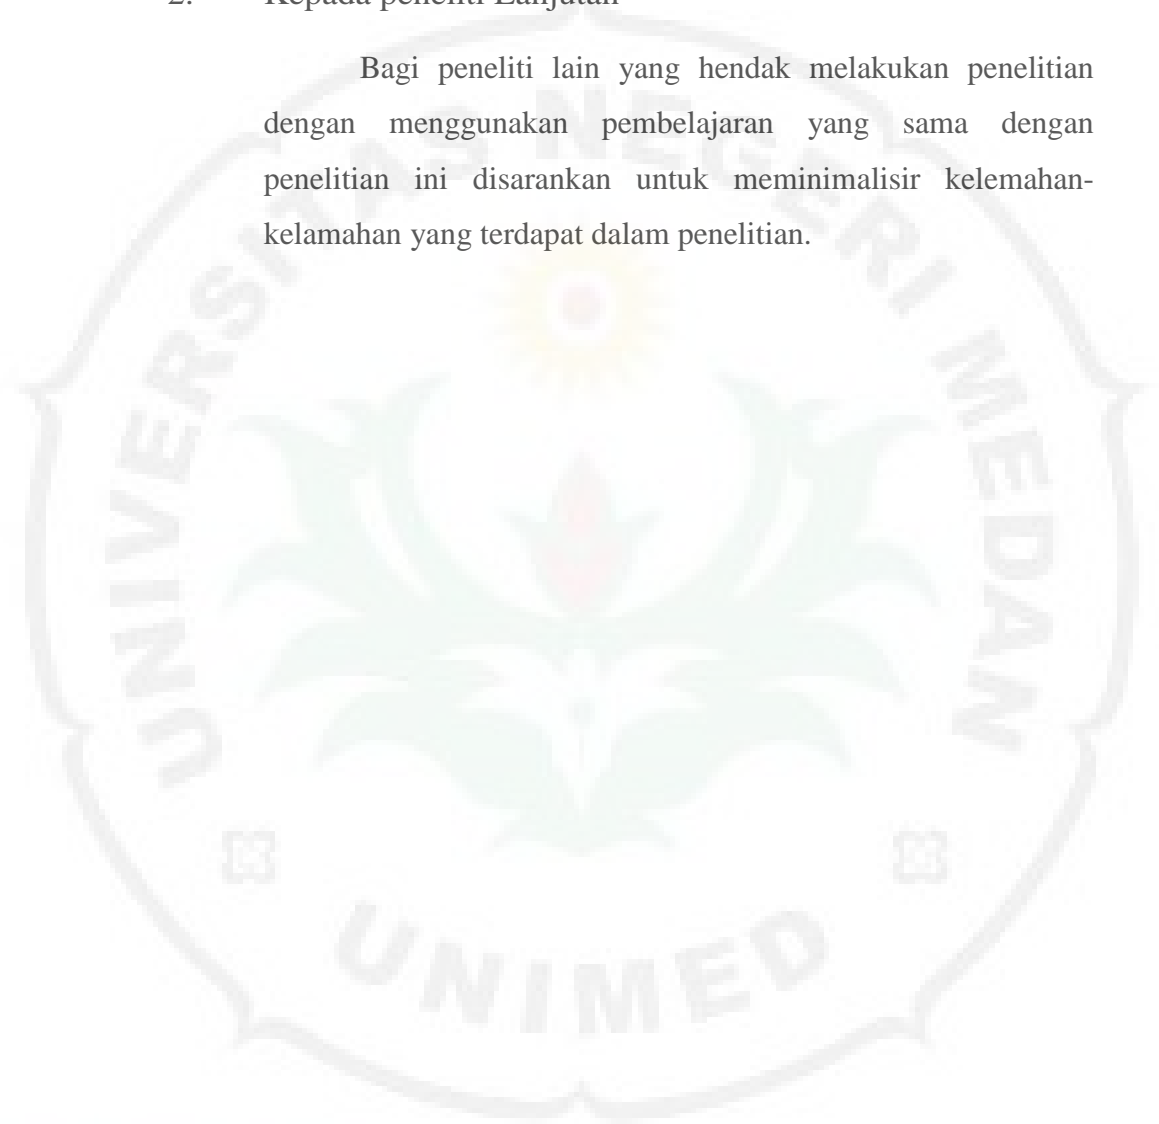 2. Kepada peneliti Lanjutan
Bagi peneliti lain yang hendak melakukan penelitian
dengan menggunakan pembelajaran yang sama dengan
penelitian ini disarankan untuk meminimalisir kelemahan-
kelamahan yang terdapat dalam penelitian.
UNIVERSITAS NEGERI MEDAN
UNIMED